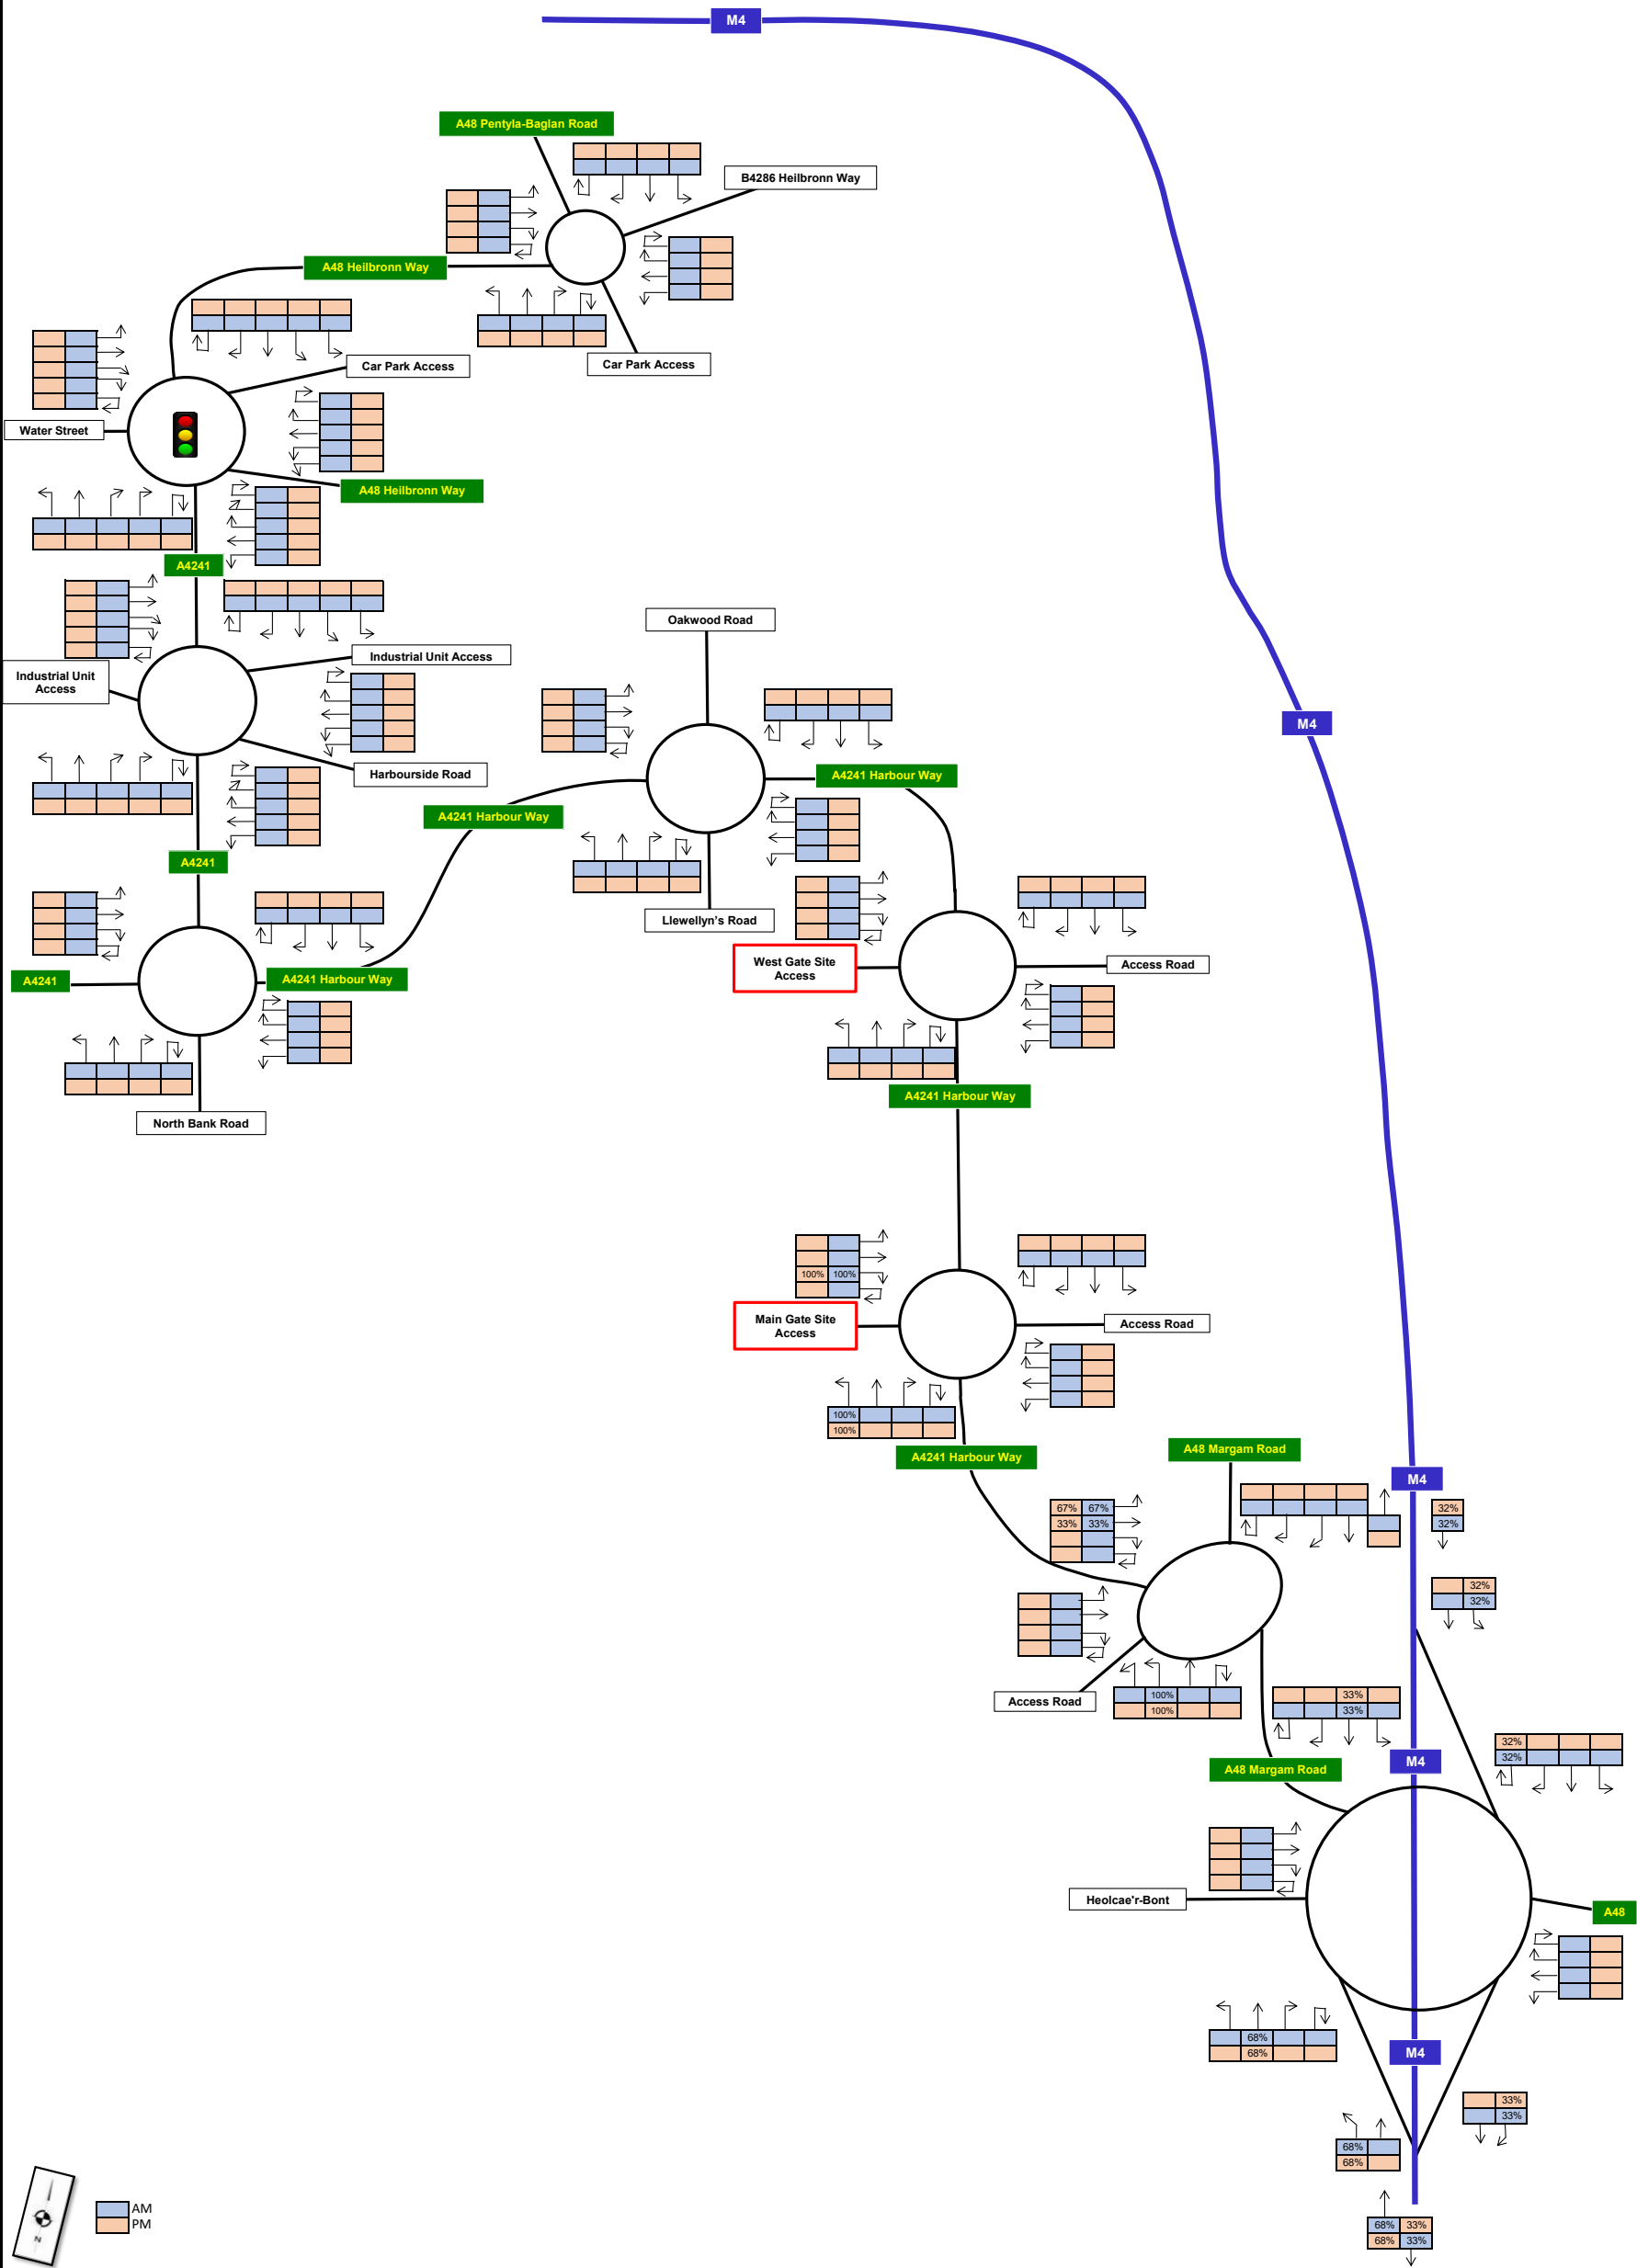 M4
A48 Pentyla-Baglan Road
B4286 Heilbronn Way
A48 Heilbronn Way
Car Park Access
Car Park Access
Water Street
A48 Heilbronn Way
A4241
Oakwood Road
Industrial Unit Access
Industrial Unit
Access
M4
Harbourside Road
A4241 Harbour Way
A4241 Harbour Way
A4241
Llewellyn's Road
West Gate Site
Access
Access Road
A4241
A4241 Harbour Way
A4241 Harbour Way
North Bank Road
100% 100%
Main Gate Site
Access
Access Road
100%
100%
A48 Margam Road
A4241 Harbour Way
M4
67% 67%
33% 33%
32%
32%
32%
32%
Access Road
100%
100%
33%
33%
32%
32%
M4
A48 Margam Road
Heolcae'r-Bont
A48
68%
68%
M4
33%
33%
68%
68%
AM
PM
N
68% 33%
68% 33%